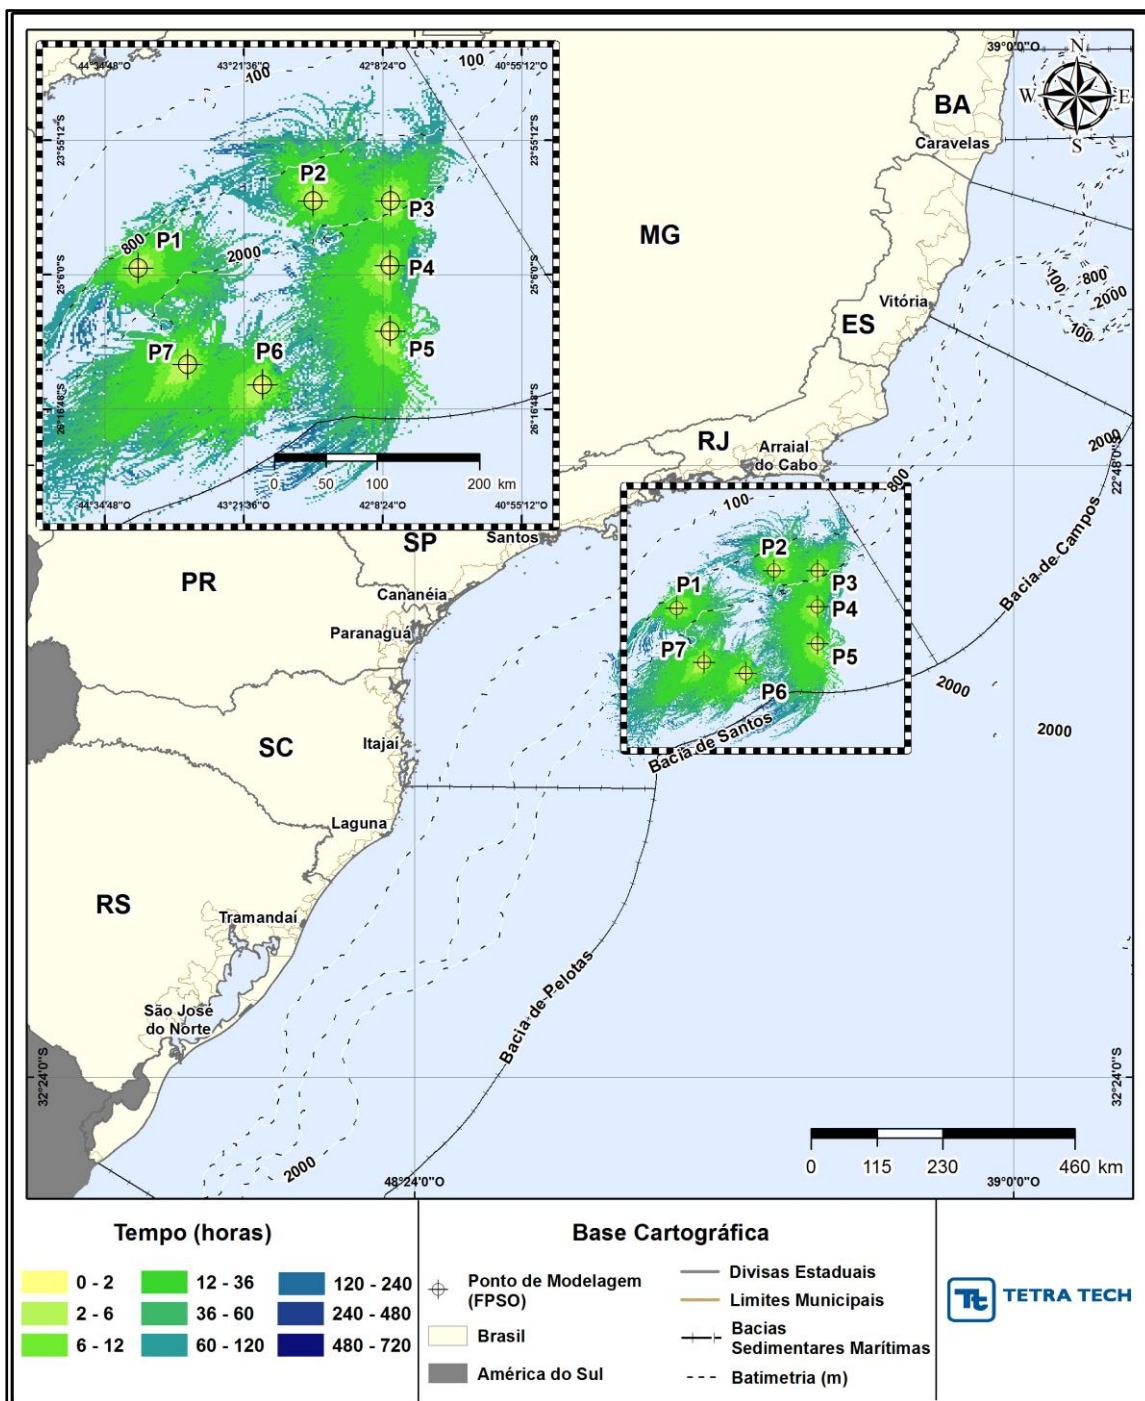 44°34'48"O
43°21'36"O
42°8'24"O
40°55'12"O
100
100
23°55'12"S
23°55'12"S
P2
P3
P1
800
2000
P4
25°6'0"S
25°6'0"S
P5
P7
P6
26°16'48"S
26°16'48"S
0 50 100 200 km
44°34'48"O
43°21'36"O
42°8'24"O
40°55'12"O
39°0'0"O
N
W
E
S
BA
Caravelas
MG
100
800
2000
100
Vitória
ES
RJ
Arraial
do Cabo
2000
22°48'0"S
800
100
Bacia de Campos
Santos
SP
PR
Cananéia
Paranaguá
P2
P3
P1
P4
P7
P5
P6
2000
2000
Bacia de Santos
SC
Itajaí
Laguna
RS
Tramandaí
São José
do Norte
Bacia de Pelotas
32°24'0"S
32°24'0"S
2000
0 115 230 460 km
48°24'0"O
39°0'0"O
Tempo (horas)
0 - 2
2 - 6
6 - 12
12 - 36
36 - 60
60 - 120
120 - 240
240 - 480
480 - 720
Base Cartográfica
Ponto de Modelagem
(FPSO)
Brasil
América do Sul
Divisas Estaduais
Limites Municipais
Bacias
Sedimentares Marítimas
Batimetria (m)
Tt
TETRA TECH